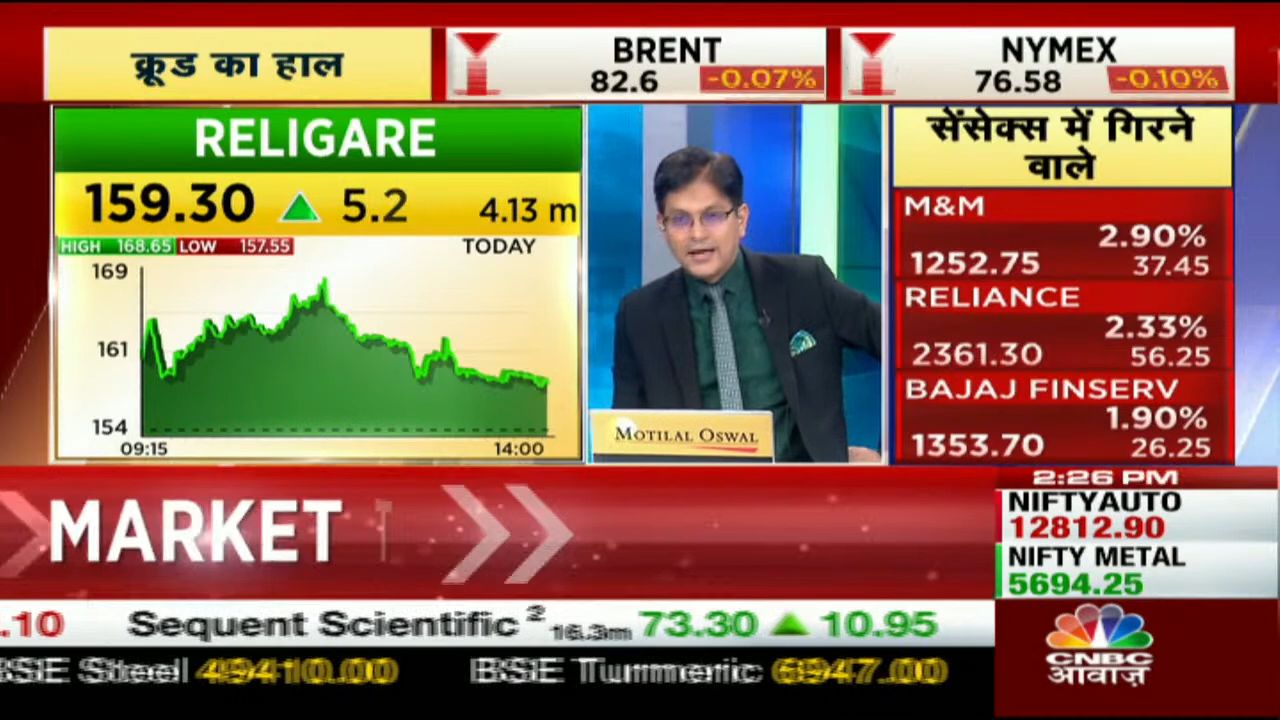 क्रूड का हाल
BRENT
82.6 -0.07%
NYMEX
76.58 -0.10%
RELIGARE
159.30 5.2 4.13 m
HIGH 168.65 LOW 157.55 TODAY
169
161
154
09:15 14:00
MOTILAL OSWAL
सेंसेक्स में गिरने
वाले
M&M
2.90%
1252.75 37.45
RELIANCE
2.33%
2361.30 56.25
BAJAJ FINSERV
1.90%
1353.70 26.25
MARKET
2:26 PM
NIFTYAUTO
12812.90
NIFTY METAL
5694.25
.10 Sequent Scientific 2 16.3m 73.30 10.95
BSE Steel 49410.00 BSE Turmeric 6947.00
CNBC
आवाज़